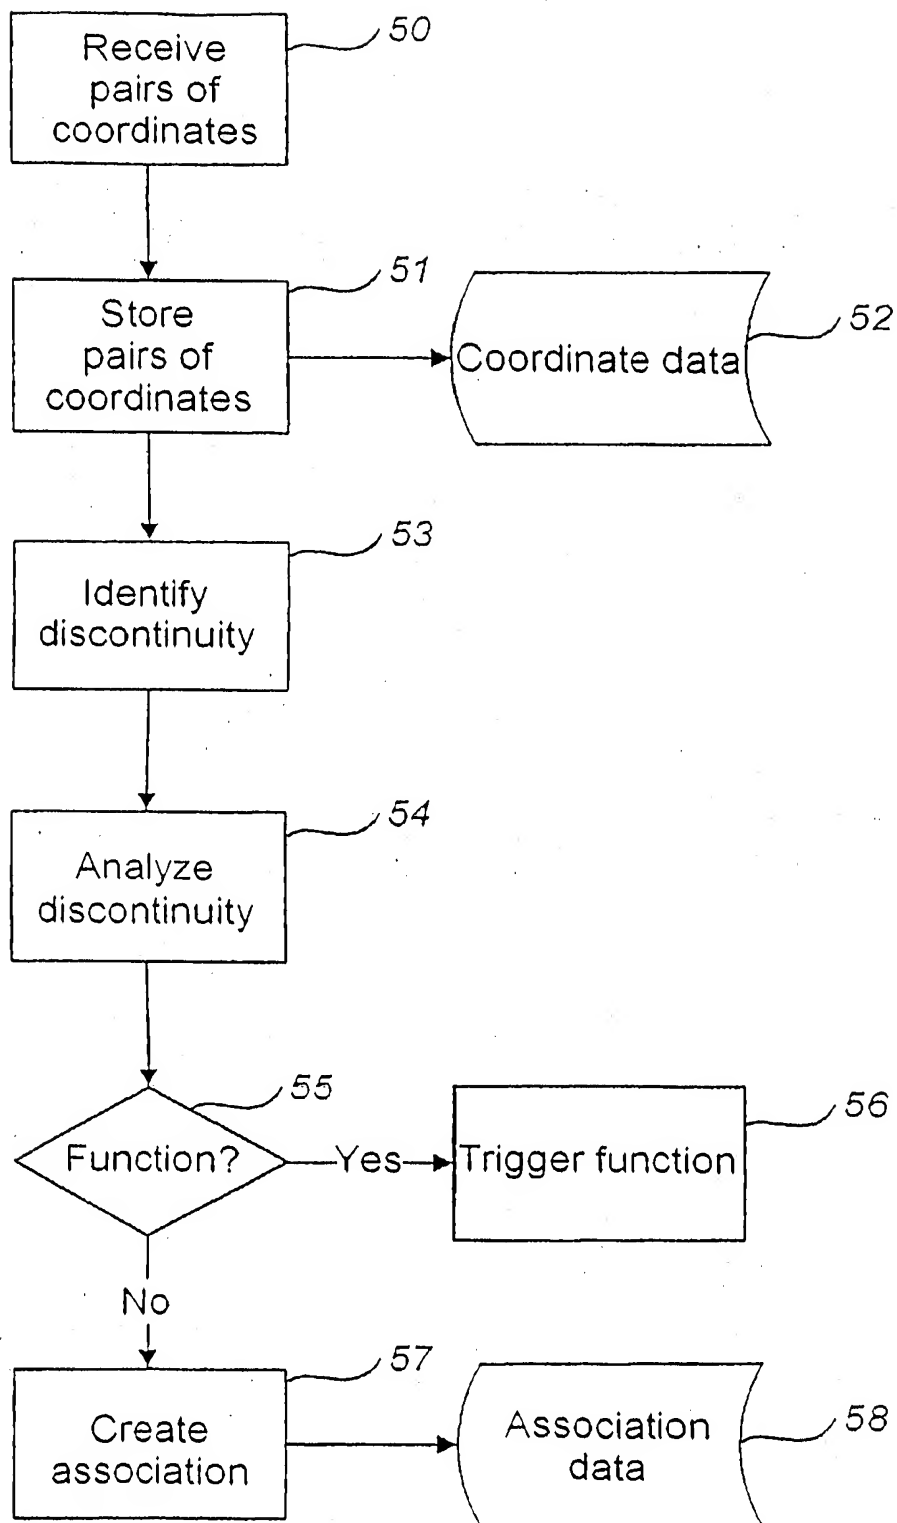 50
Receive
pairs of
coordinates
51
Store
pairs of
coordinates
Coordinate data
52
53
Identify
discontinuity
54
Analyze
discontinuity
55
Function?
Yes
Trigger function
56
No
57
Create
association
Association
data
58